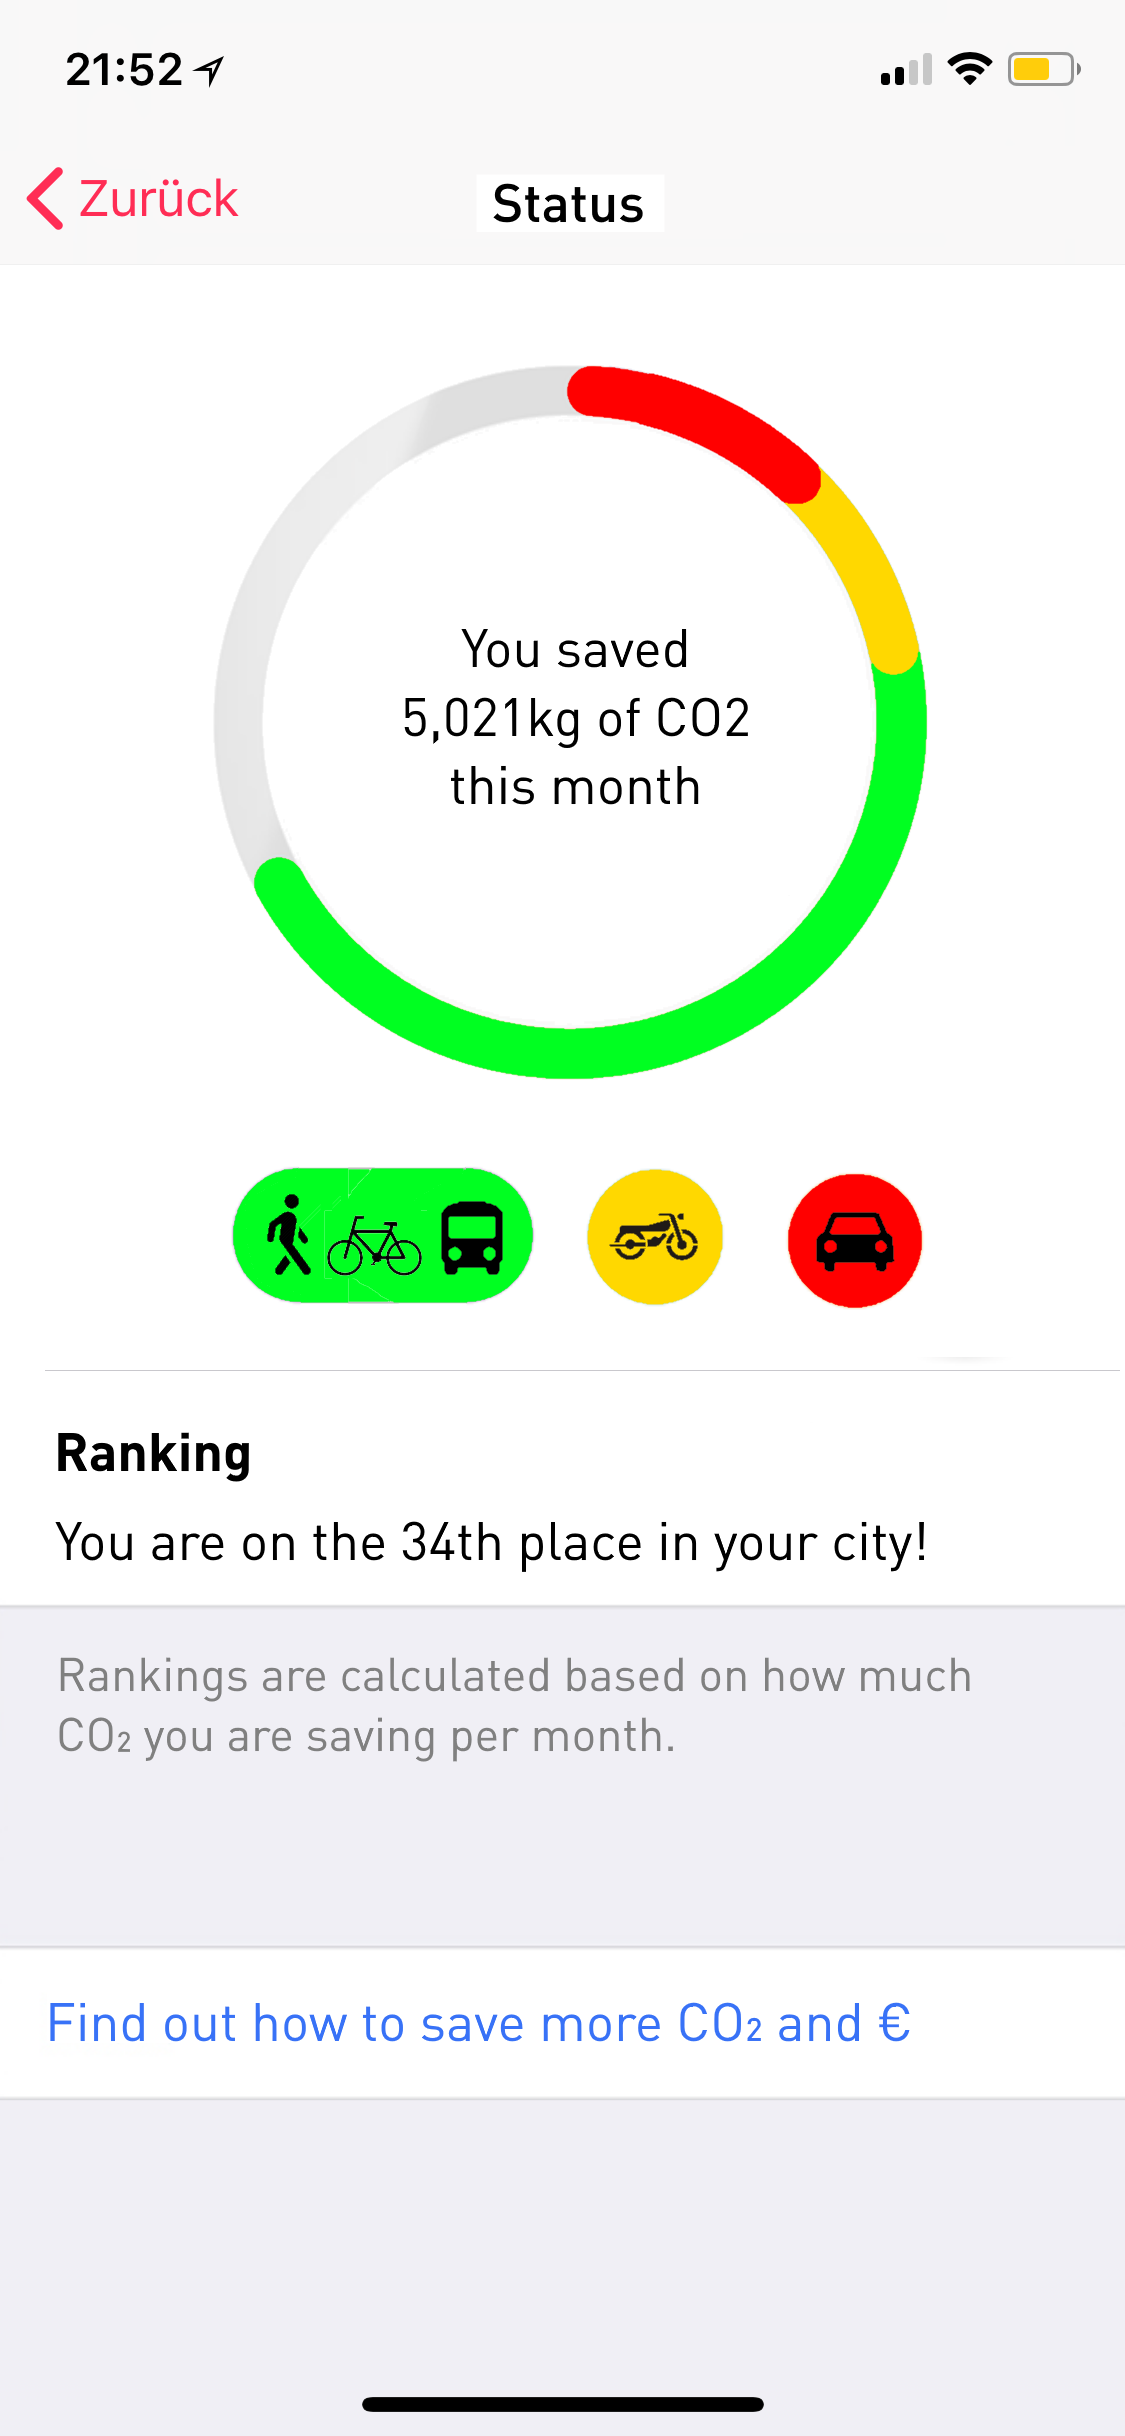 21:52
Zurück
Status
You saved
5,021kg of CO2
this month
Ranking
You are on the 34th place in your city!
Rankings are calculated based on how much
CO₂ you are saving per month.
Find out how to save more CO₂ and €